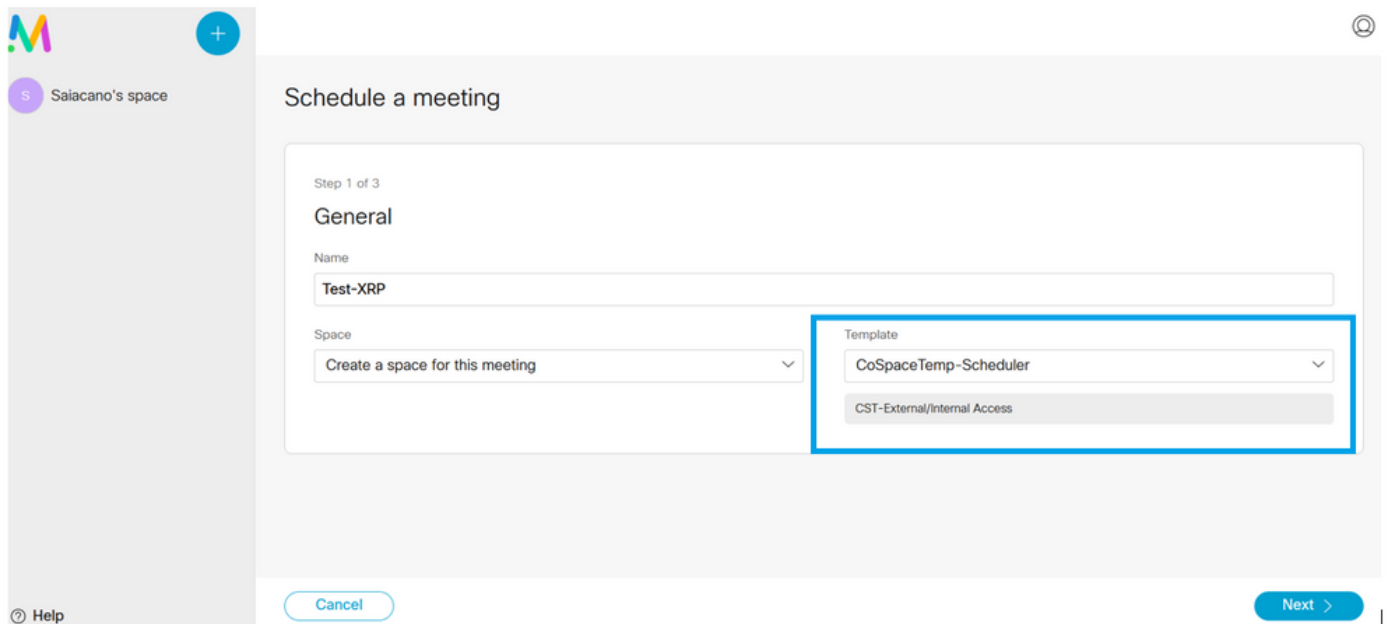 M
+
S
Saiacano's space
Schedule a meeting
Step 1 of 3
General
Name
Test-XRP
Space
Create a space for this meeting
Template
CoSpaceTemp-Scheduler
CST-External/Internal Access
? Help
Cancel
Next >